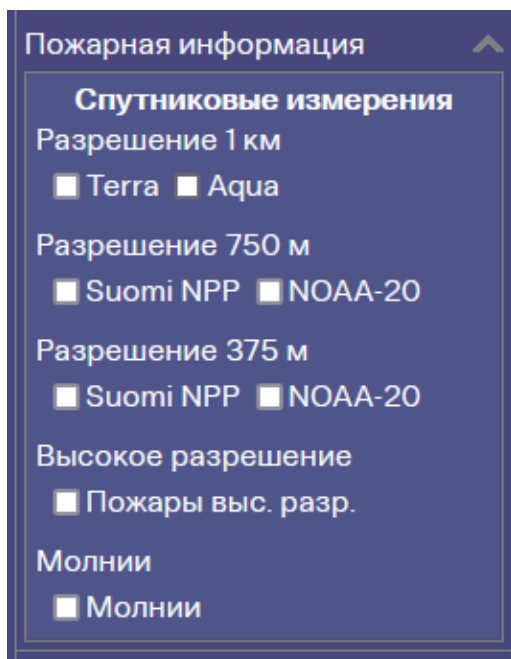 Пожарная информация
Спутниковые измерения
Разрешение 1 км
Terra Aqua
Разрешение 750 м
Suomi NPP NOAA-20
Разрешение 375 м
Suomi NPP NOAA-20
Высокое разрешение
Пожары выс. разр.
Молнии
Молнии